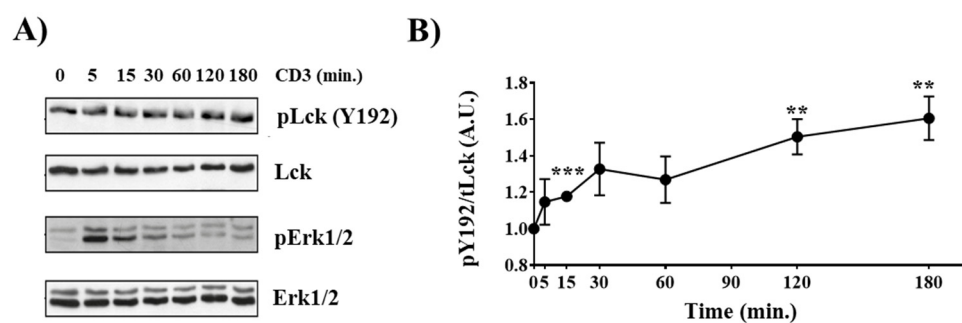 A)
0 5 15 30 60 120 180 CD3 (min.)
pLck (Y192)
Lck
pErk1/2
Erk1/2
B)
pY192/tLck (A.U.)
1.8
1.6
1.4
1.2
1.0
0.8
***
**
**
0 5 15 30 60 90 120 180
Time (min.)